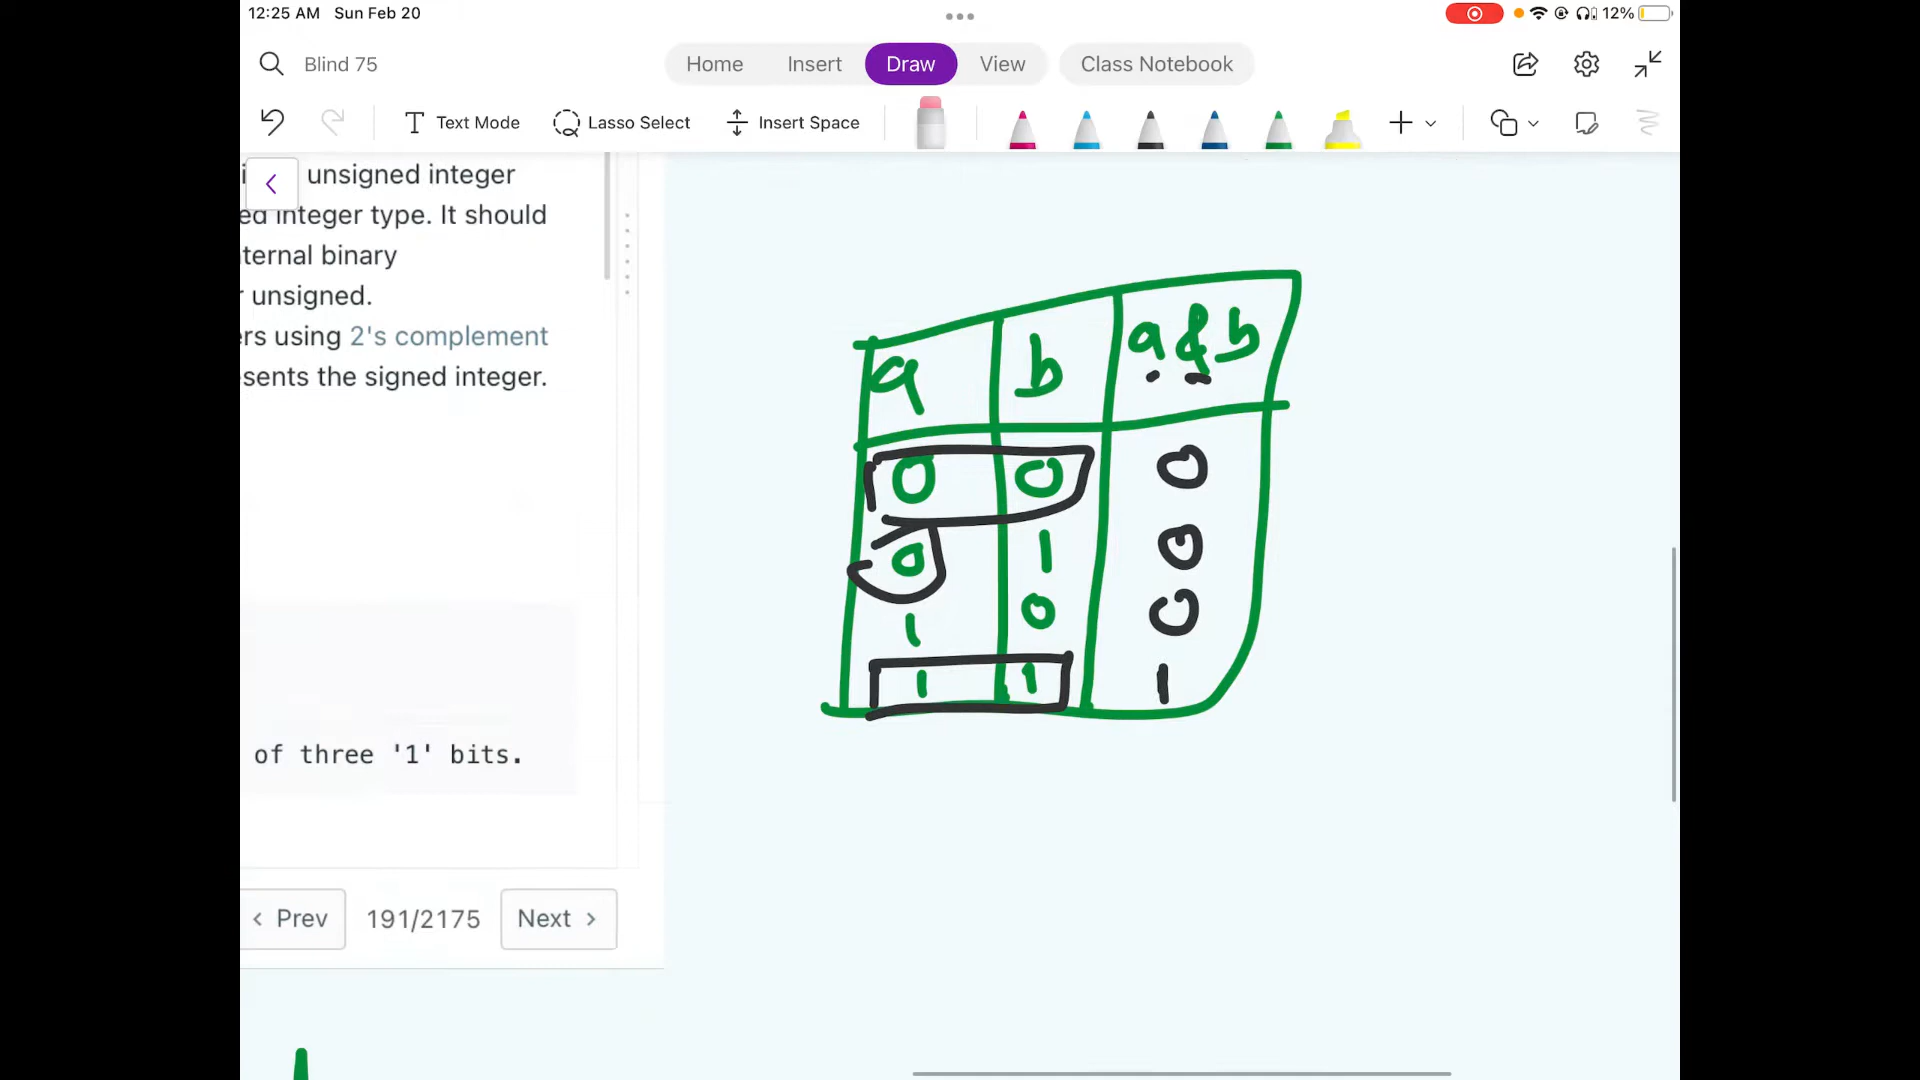 12:25 AM Sun Feb 20
12%
Blind 75
Home Insert Draw View Class Notebook
Text Mode Lasso Select Insert Space
unsigned integer
ed integer type. It should
ternal binary
r unsigned.
ers using 2's complement
esents the signed integer.
of three '1' bits.
Prev 191/2175 Next
a b a & b
0 0 0
0 1 0
1 0 0
1 1 1